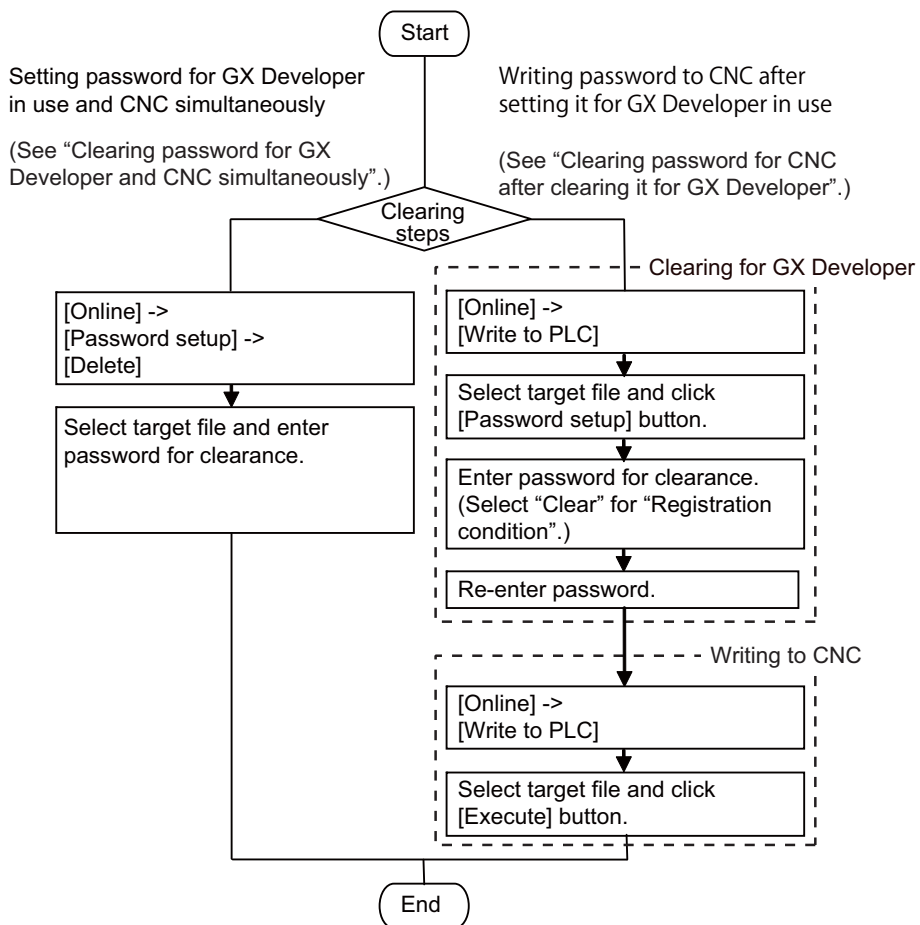 Start
Setting password for GX Developer
in use and CNC simultaneously
(See “Clearing password for GX
Developer and CNC simultaneously”.)
Writing password to CNC after
setting it for GX Developer in use
(See “Clearing password for CNC
after clearing it for GX Developer”.)
Clearing
steps
[Online] ->
[Password setup] ->
[Delete]
Select target file and enter
password for clearance.
Clearing for GX Developer
[Online] ->
[Write to PLC]
Select target file and click
[Password setup] button.
Enter password for clearance.
(Select “Clear” for “Registration
condition”.)
Re-enter password.
Writing to CNC
[Online] ->
[Write to PLC]
Select target file and click
[Execute] button.
End